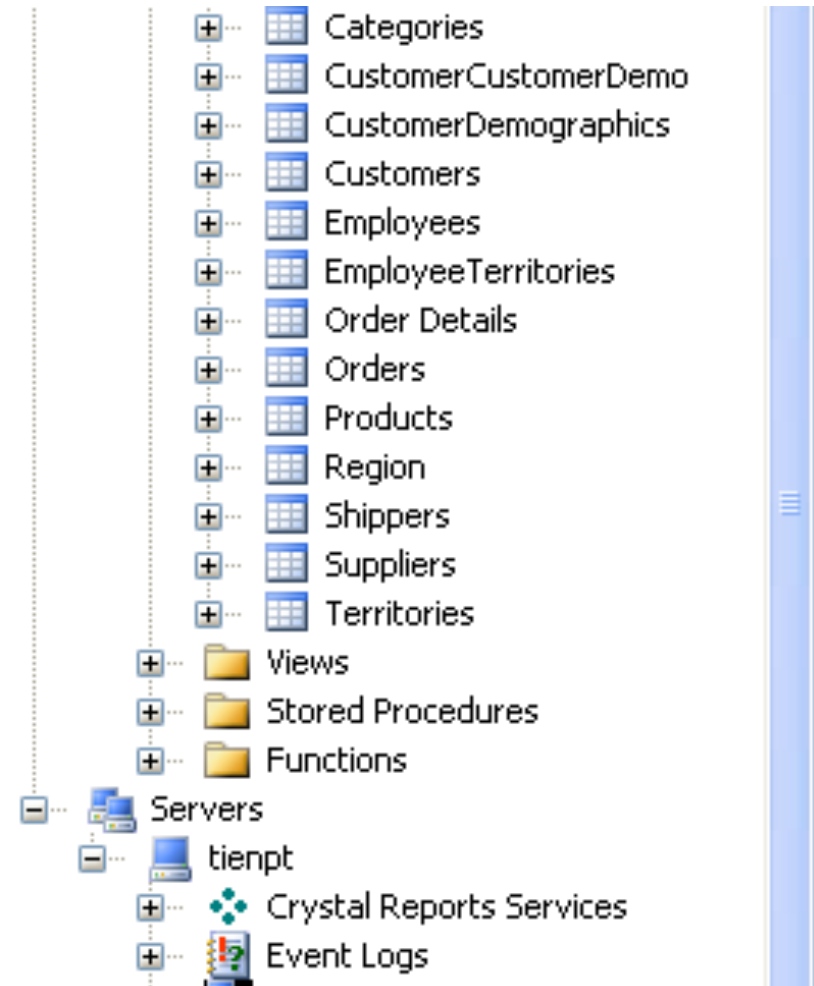 Categories
CustomerCustomerDemo
CustomerDemographics
Customers
Employees
EmployeeTerritories
Order Details
Orders
Products
Region
Shippers
Suppliers
Territories
Views
Stored Procedures
Functions
Servers
tienpt
Crystal Reports Services
Event Logs